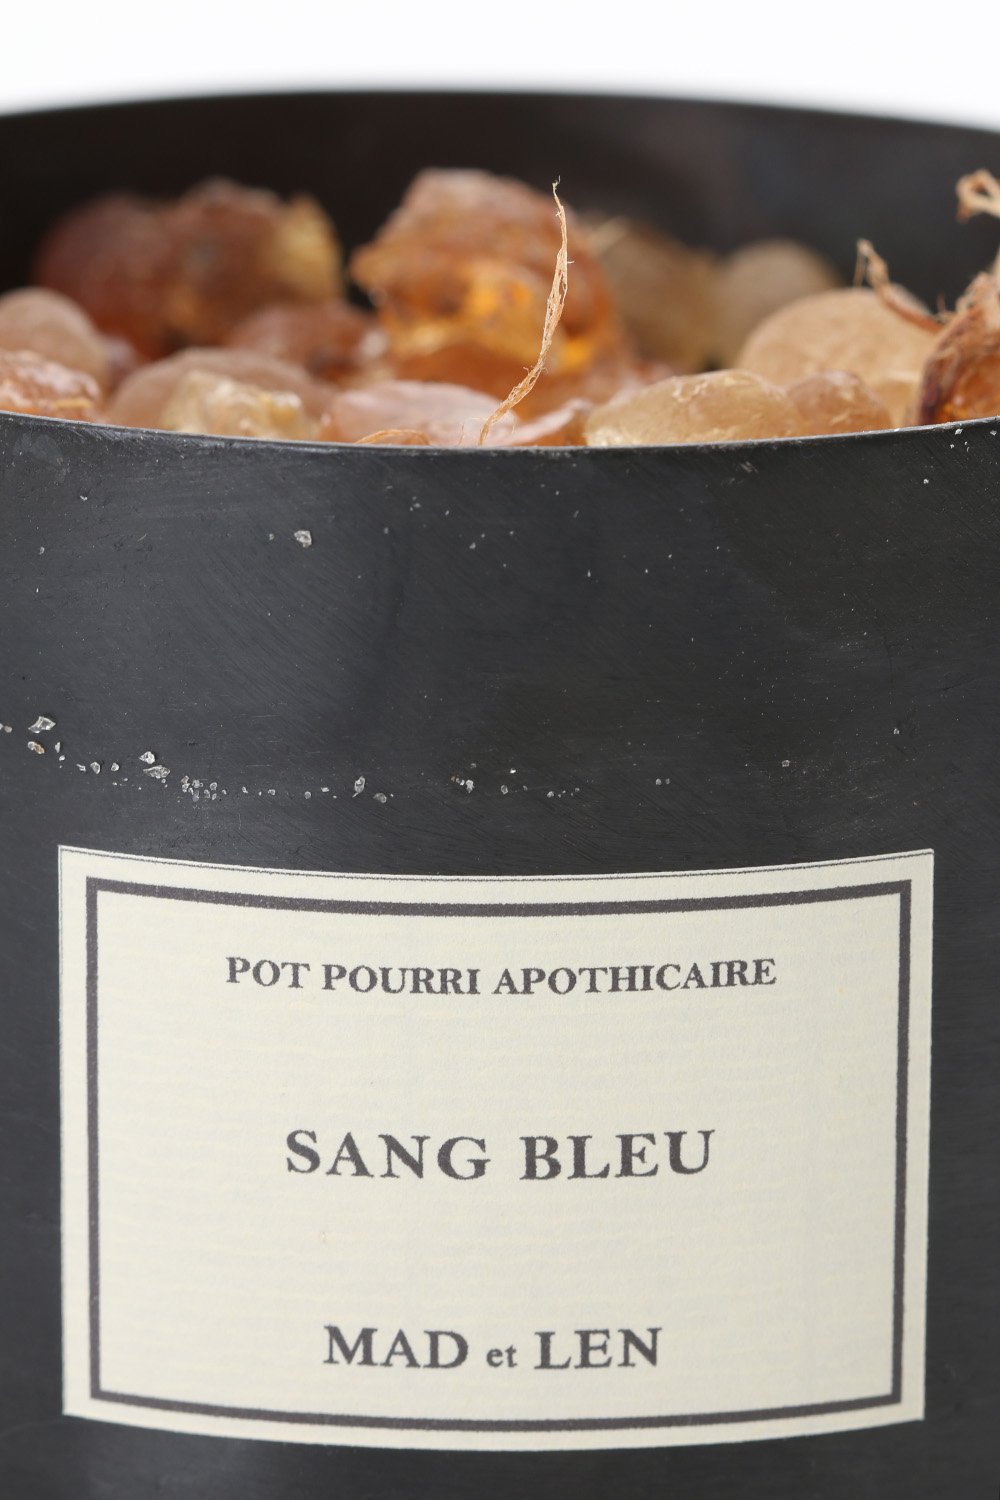 POT POURRI APOTHICAIRE
SANG BLEU
MAD et LEN